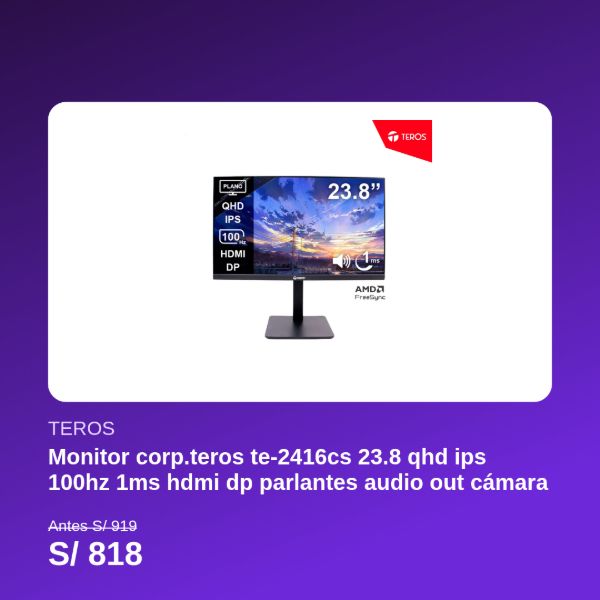 TEROS
PLANO
QHD
IPS
100Hz
HDMI
DP
23.8”
1ms
AMD
FreeSync
TEROS
Monitor corp.teros te-2416cs 23.8 qhd ips
100hz 1ms hdmi dp parlantes audio out cámara
Antes S/ 919
S/ 818